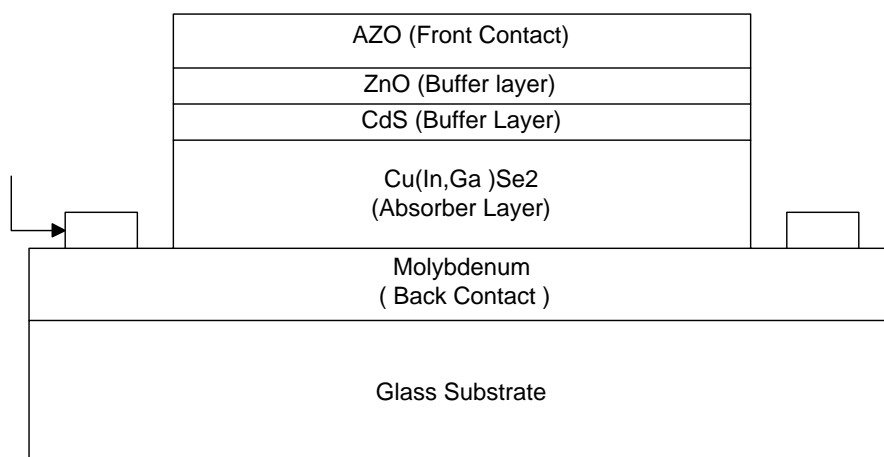 AZO (Front Contact)
ZnO (Buffer layer)
CdS (Buffer Layer)
Cu(In,Ga )Se2
(Absorber Layer)
Molybdenum
( Back Contact )
Glass Substrate